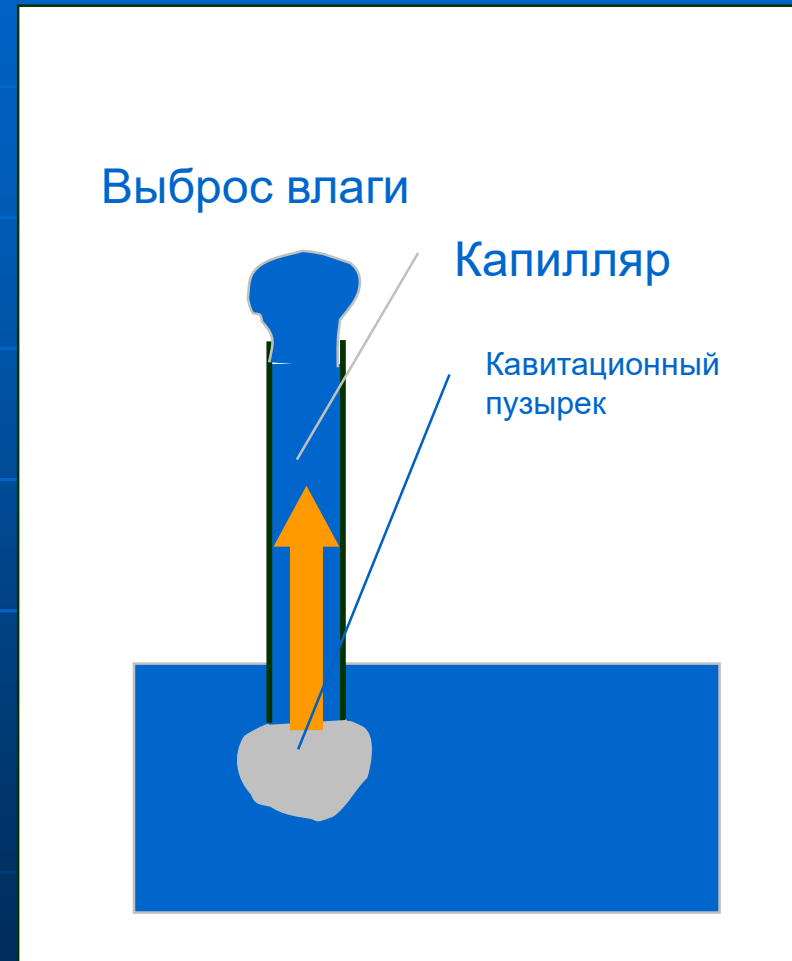 Выброс влаги
Капилляр
Кавитационный
пузырек